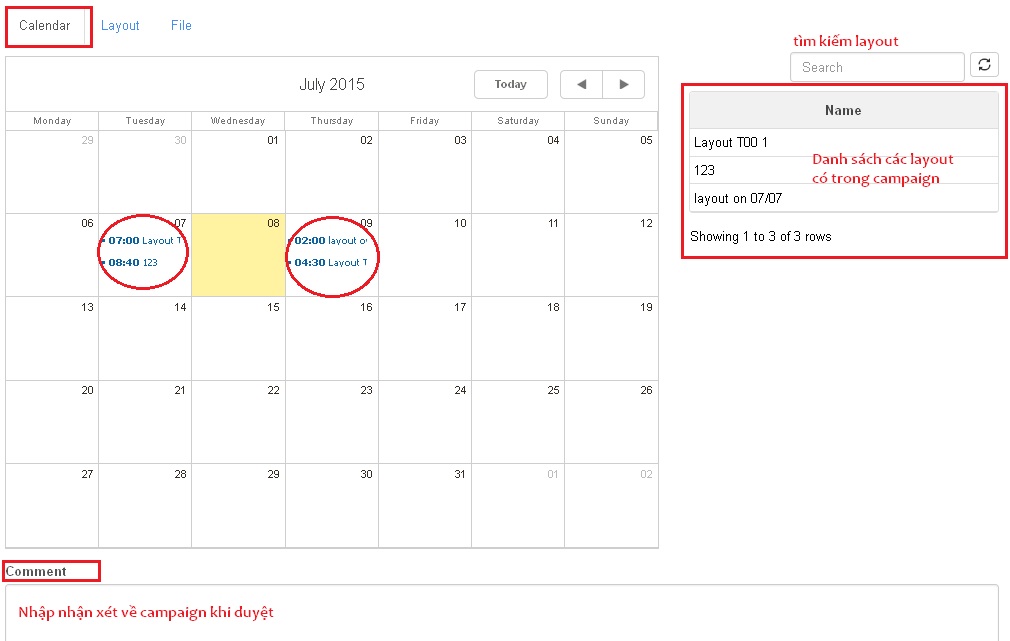 Calendar Layout File
tìm kiếm layout
Search
July 2015 Today
Name
Monday Tuesday Wednesday Thursday Friday Saturday Sunday
29 30 01 02 03 04 05
Layout T00 1
123
layout on 07/07
Danh sách các layout
có trong campaign
Showing 1 to 3 of 3 rows
06 07 08 09 10 11 12
07:00 Layout T 02:00 layout o
08:40 123 04:30 Layout T
13 14 15 16 17 18 19
20 21 22 23 24 25 26
27 28 29 30 31 01 02
Comment
Nhập nhận xét về campaign khi duyệt